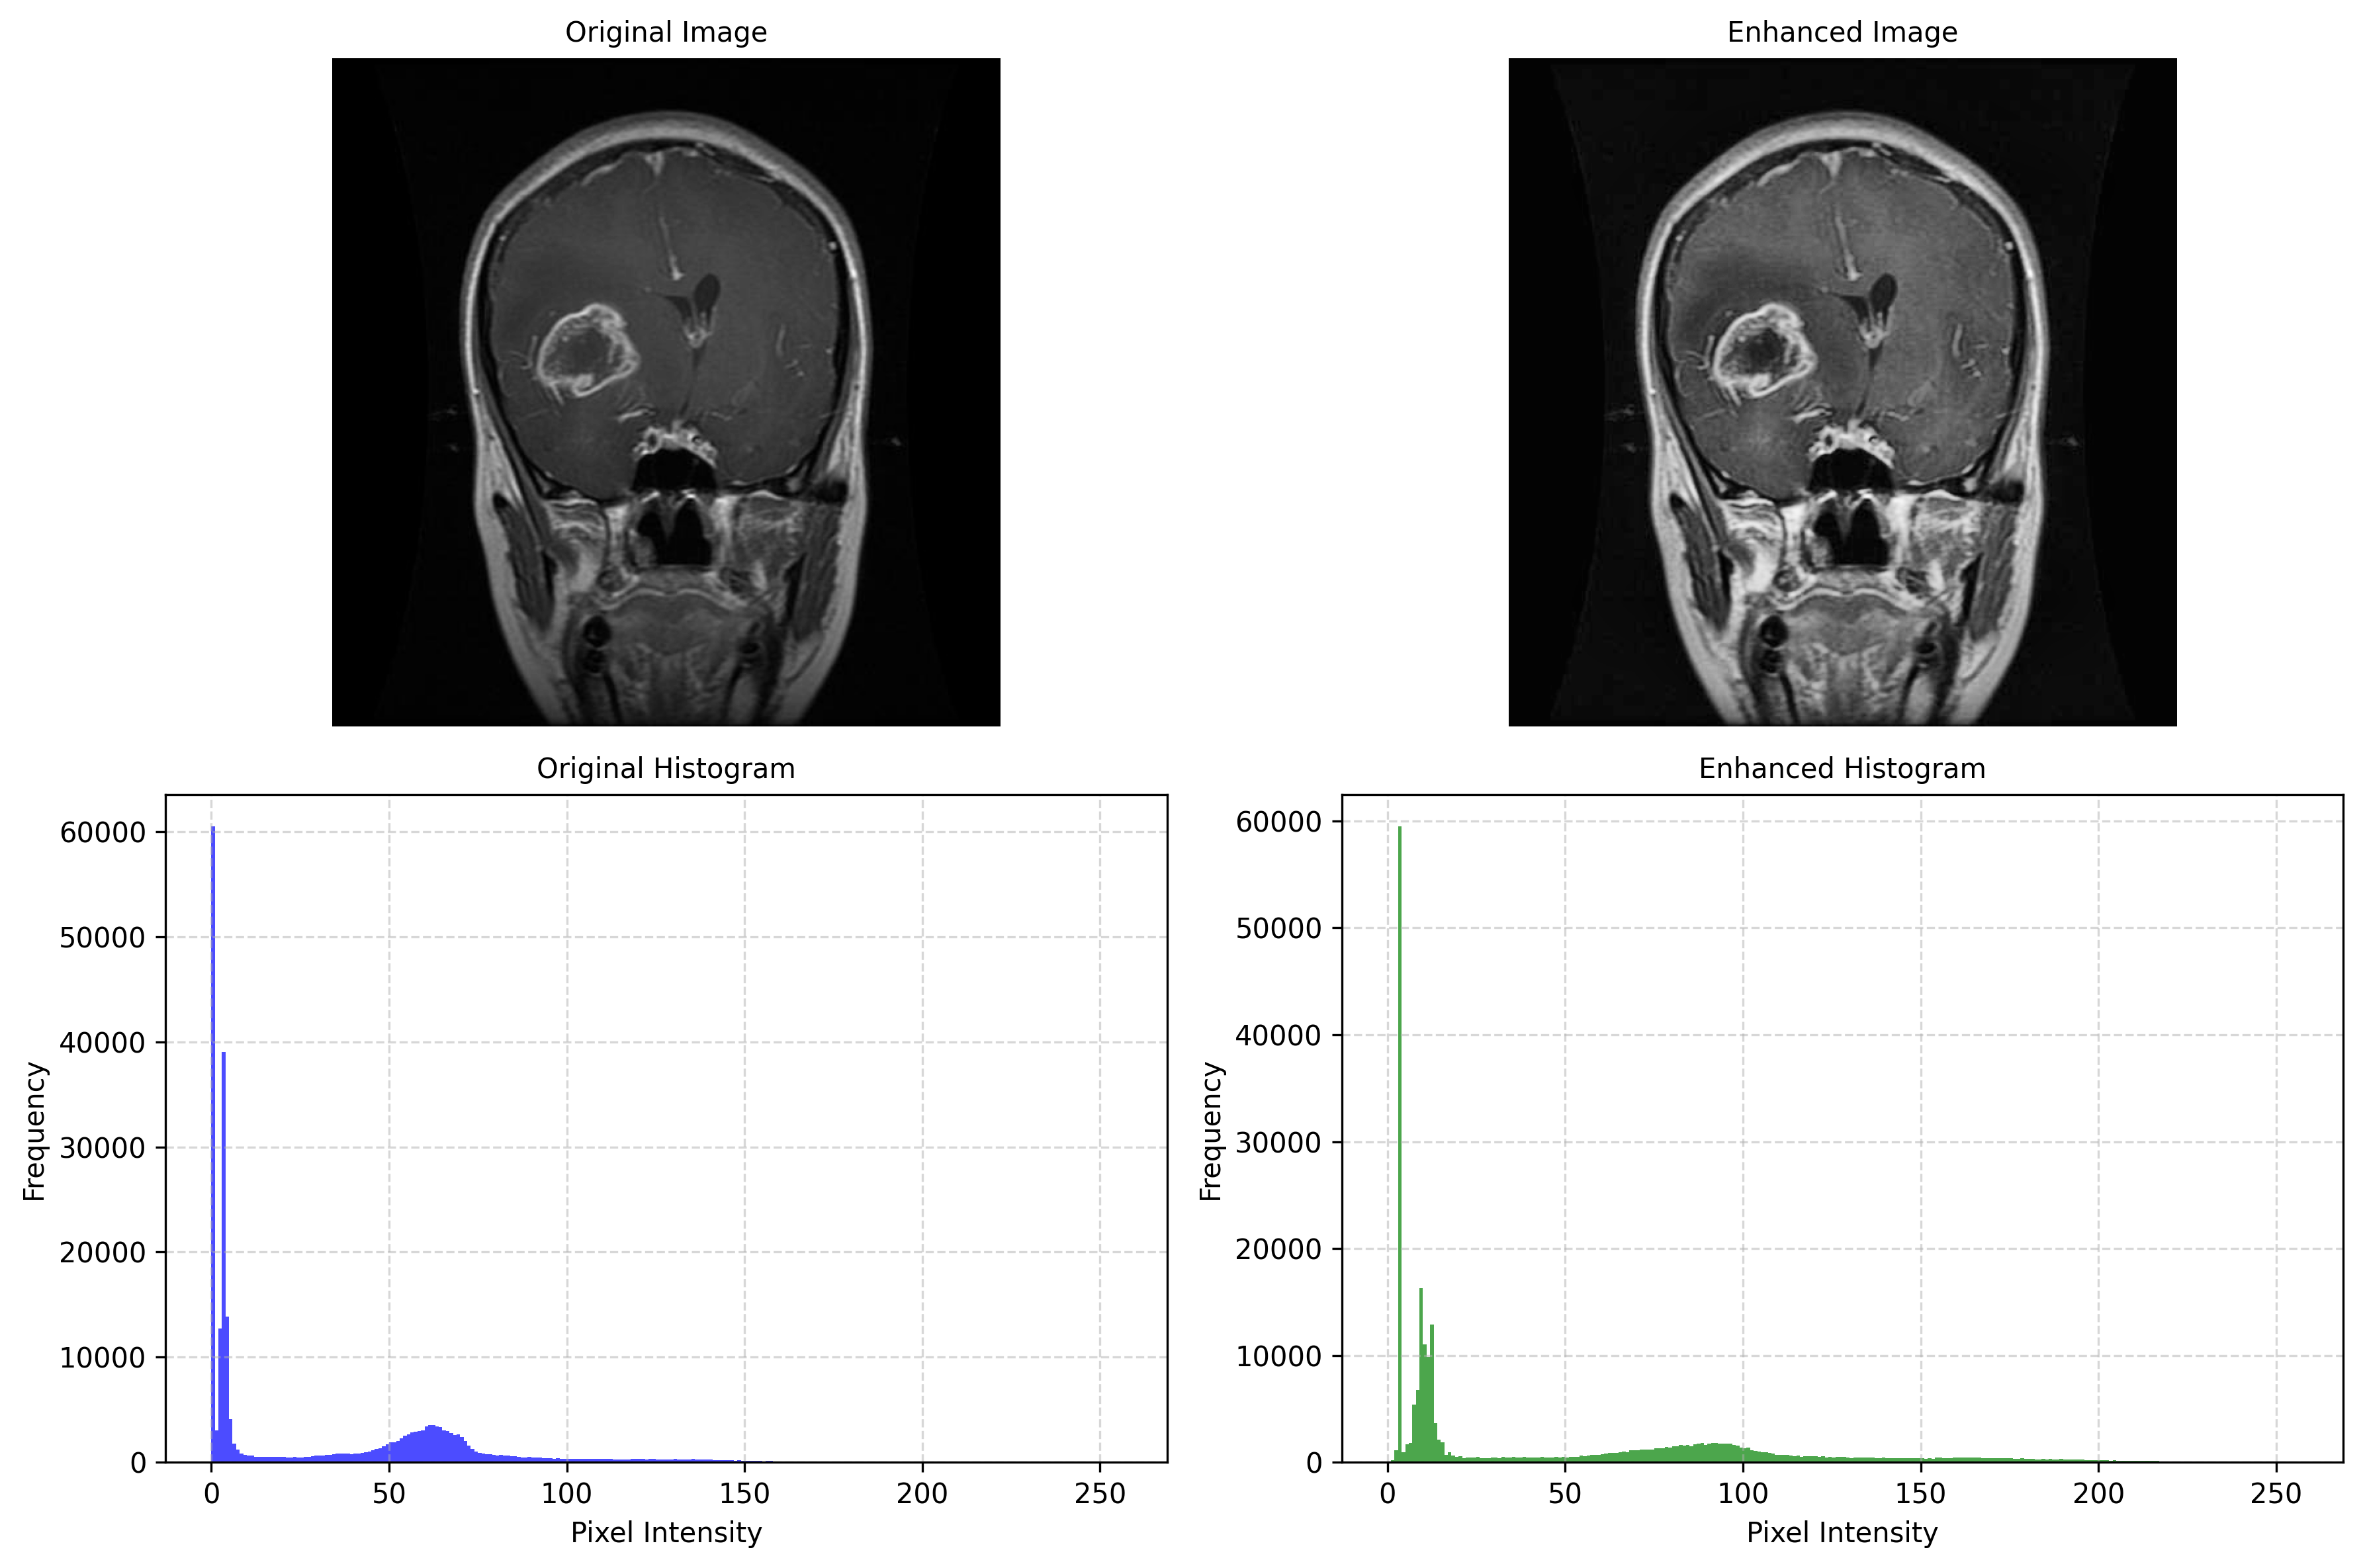 Original Image
Enhanced Image
Original Histogram
Enhanced Histogram
60000
50000
40000
30000
20000
10000
0
Frequency
0 50 100 150 200 250
Pixel Intensity
60000
50000
40000
30000
20000
10000
0
Frequency
0 50 100 150 200 250
Pixel Intensity